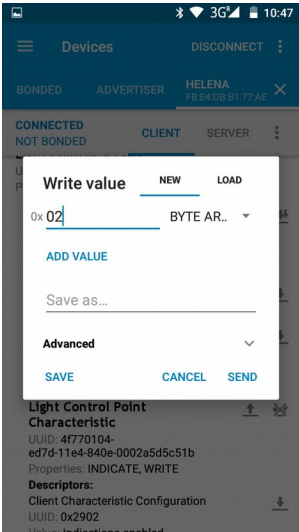 3G 10:47
Devices DISCONNECT
BONDED ADVERTISER HELENA
FB:E4:DB:B1:77:AE
CONNECTED CLIENT SERVER
NOT BONDED
Write value NEW LOAD
0x 02 BYTE AR..
ADD VALUE
Save as...
Advanced
SAVE CANCEL SEND
Light Control Point
Characteristic
UUID: 4f770104-
ed7d-11e4-840e-0002a5d5c51b
Properties: INDICATE, WRITE
Descriptors:
Client Characteristic Configuration
UUID: 0x2902
Value: Indications enabled